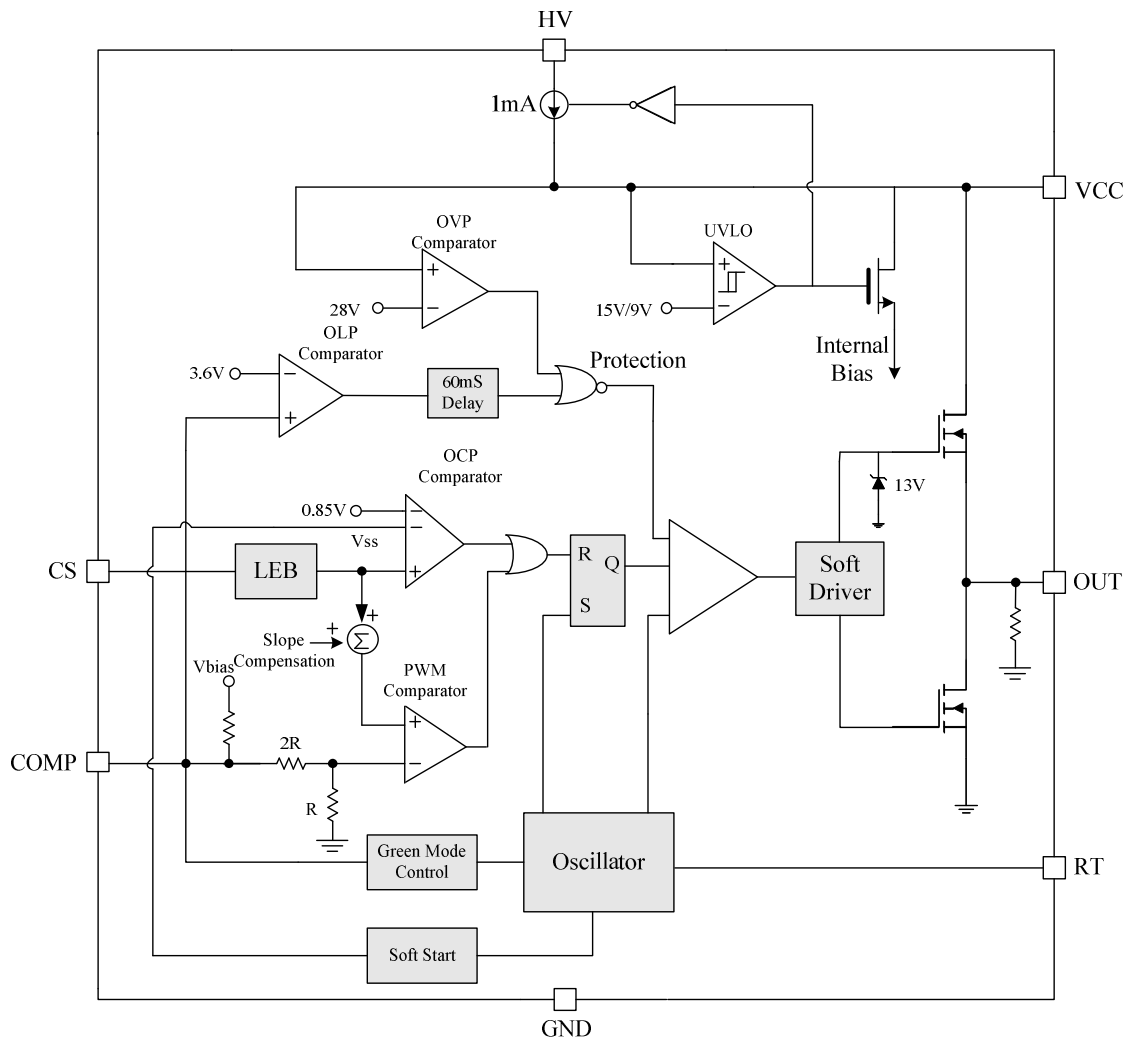 HV
1mA
VCC
OVP
Comparator
UVLO
+
+
−
28V
15V/9V
−
OLP
Comparator
Internal
Bias
Protection
3.6V
−
60mS
Delay
+
OCP
Comparator
13V
0.85V
−
−
Vss
R
Q
CS
LEB
+
Soft
Driver
OUT
S
+
+
Σ
Slope
Compensation
Vbias
PWM
Comparator
+
2R
COMP
−
R
Green Mode
Control
Oscillator
RT
Soft Start
GND